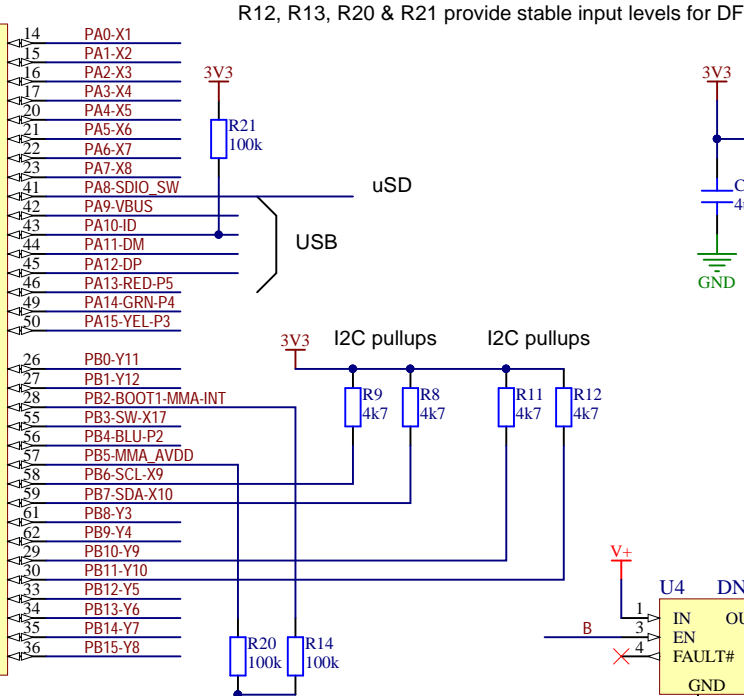 R12, R13, R20 & R21 provide stable input levels for DF
14 PA0-X1
15 PA1-X2
16 PA2-X3
17 PA3-X4
20 PA4-X5
21 PA5-X6
22 PA6-X7
23 PA7-X8
41 PA8-SDIO_SW
42 PA9-VBUS
43 PA10-ID
44 PA11-DM
45 PA12-DP
46 PA13-RED-P5
49 PA14-GRN-P4
50 PA15-YEL-P3
3V3
R21
100k
uSD
USB
3V3
C
4
GND
26 PB0-Y11
27 PB1-Y12
28 PB2-BOOT1-MMA-INT
55 PB3-SW-X17
56 PB4-BLU-P2
57 PB5-MMA_AVDD
58 PB6-SCL-X9
59 PB7-SDA-X10
61 PB8-Y3
62 PB9-Y4
29 PB10-Y9
30 PB11-Y10
33 PB12-Y5
34 PB13-Y6
35 PB14-Y7
36 PB15-Y8
3V3
I2C pullups I2C pullups
R9 R8 R11 R12
4k7 4k7 4k7 4k7
R20 R14
100k 100k
V+
U4 DN
1 IN OU
B 3 EN
4 FAULT#
GND